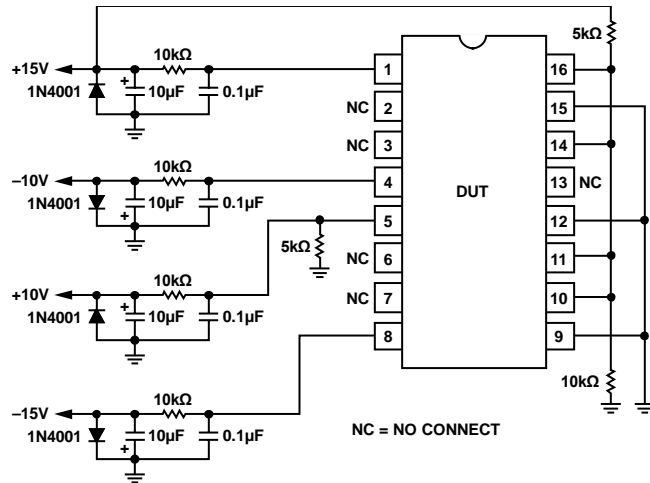 5kΩ
10kΩ
+15V
+
1N4001
10µF
0.1µF
1
16
NC
2
15
NC
3
14
10kΩ
–10V
1N4001
10µF
0.1µF
+
4
13
NC
DUT
5
12
5kΩ
NC
6
11
10kΩ
+10V
+
1N4001
10µF
0.1µF
NC
7
10
8
9
10kΩ
–15V
1N4001
10µF
0.1µF
+
10kΩ
NC = NO CONNECT